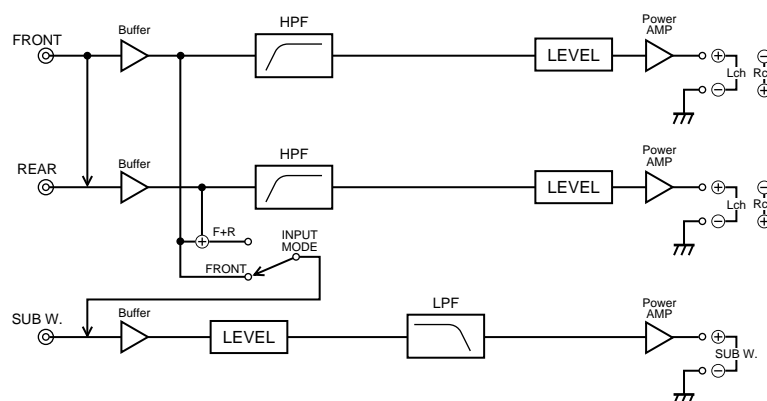 FRONT
Buffer
HPF
LEVEL
Power
AMP
+
Lch
−
−
+
REAR
Buffer
HPF
LEVEL
Power
AMP
+
Lch
−
−
+
+
F+R
INPUT
MODE
FRONT
SUB W.
Buffer
LEVEL
LPF
Power
AMP
+
SUB W.
−